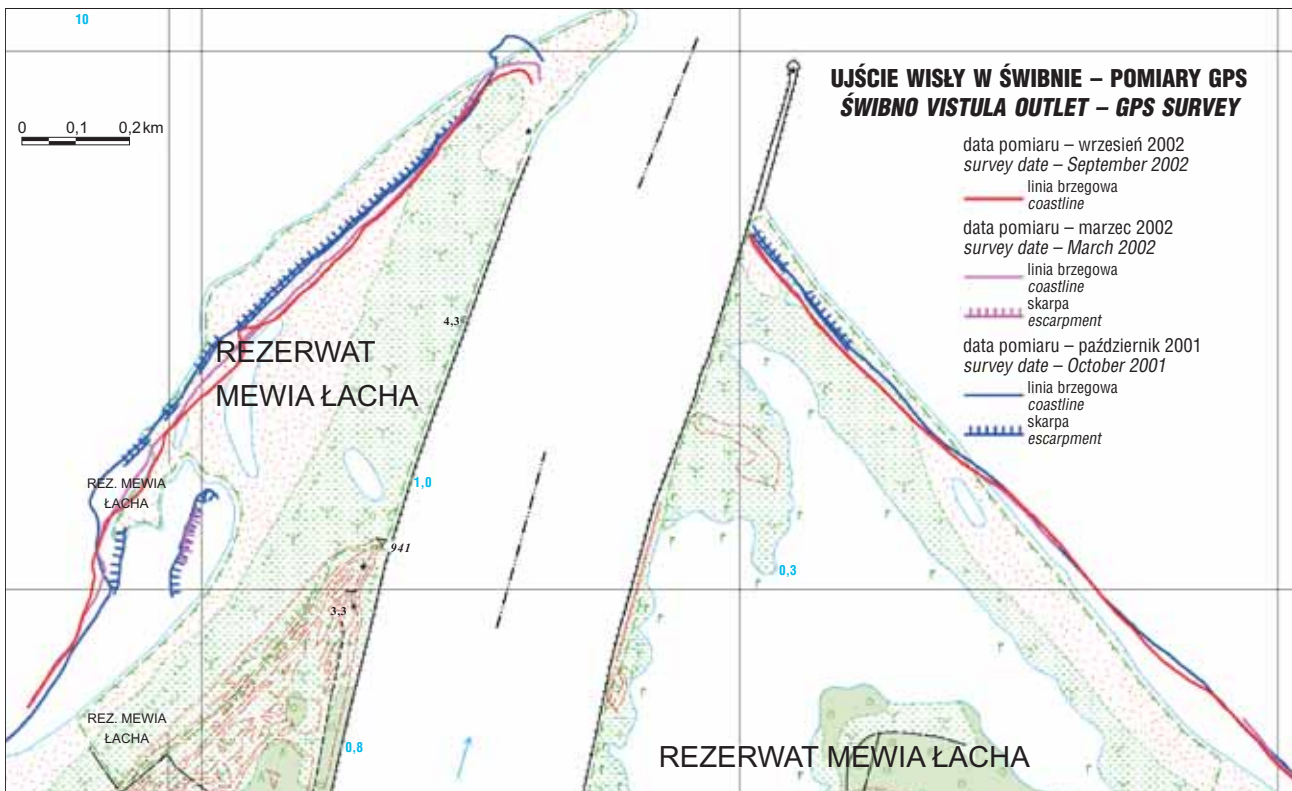 10
0 0,1 0,2 km
UJŚCIE WISŁY W ŚWIBNIE – POMIARY GPS
ŚWIBNO VISTULA OUTLET – GPS SURVEY
data pomiaru – wrzesień 2002
survey date – September 2002
linia brzegowa
coastline
data pomiaru – marzec 2002
survey date – March 2002
linia brzegowa
coastline
skarpa
escarpment
data pomiaru – październik 2001
survey date – October 2001
linia brzegowa
coastline
skarpa
escarpment
4,3
REZERWAT
MEWIA ŁACHA
REZ. MEWIA
ŁACHA
1,0
941
0,3
3,3
REZ. MEWIA
ŁACHA
0,8
REZERWAT MEWIA ŁACHA